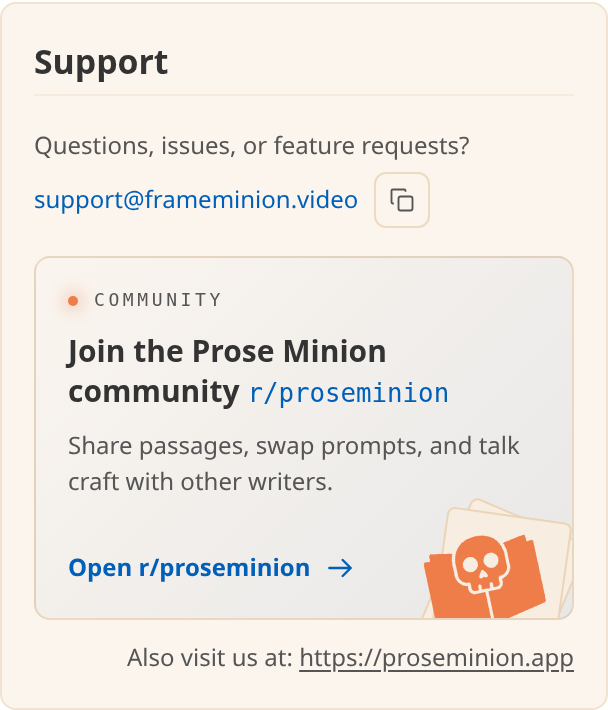 Support
Questions, issues, or feature requests?
support@frameminion.video
COMMUNITY
Join the Prose Minion
community r/proseminion
Share passages, swap prompts, and talk
craft with other writers.
Open r/proseminion →
Also visit us at: https://proseminion.app